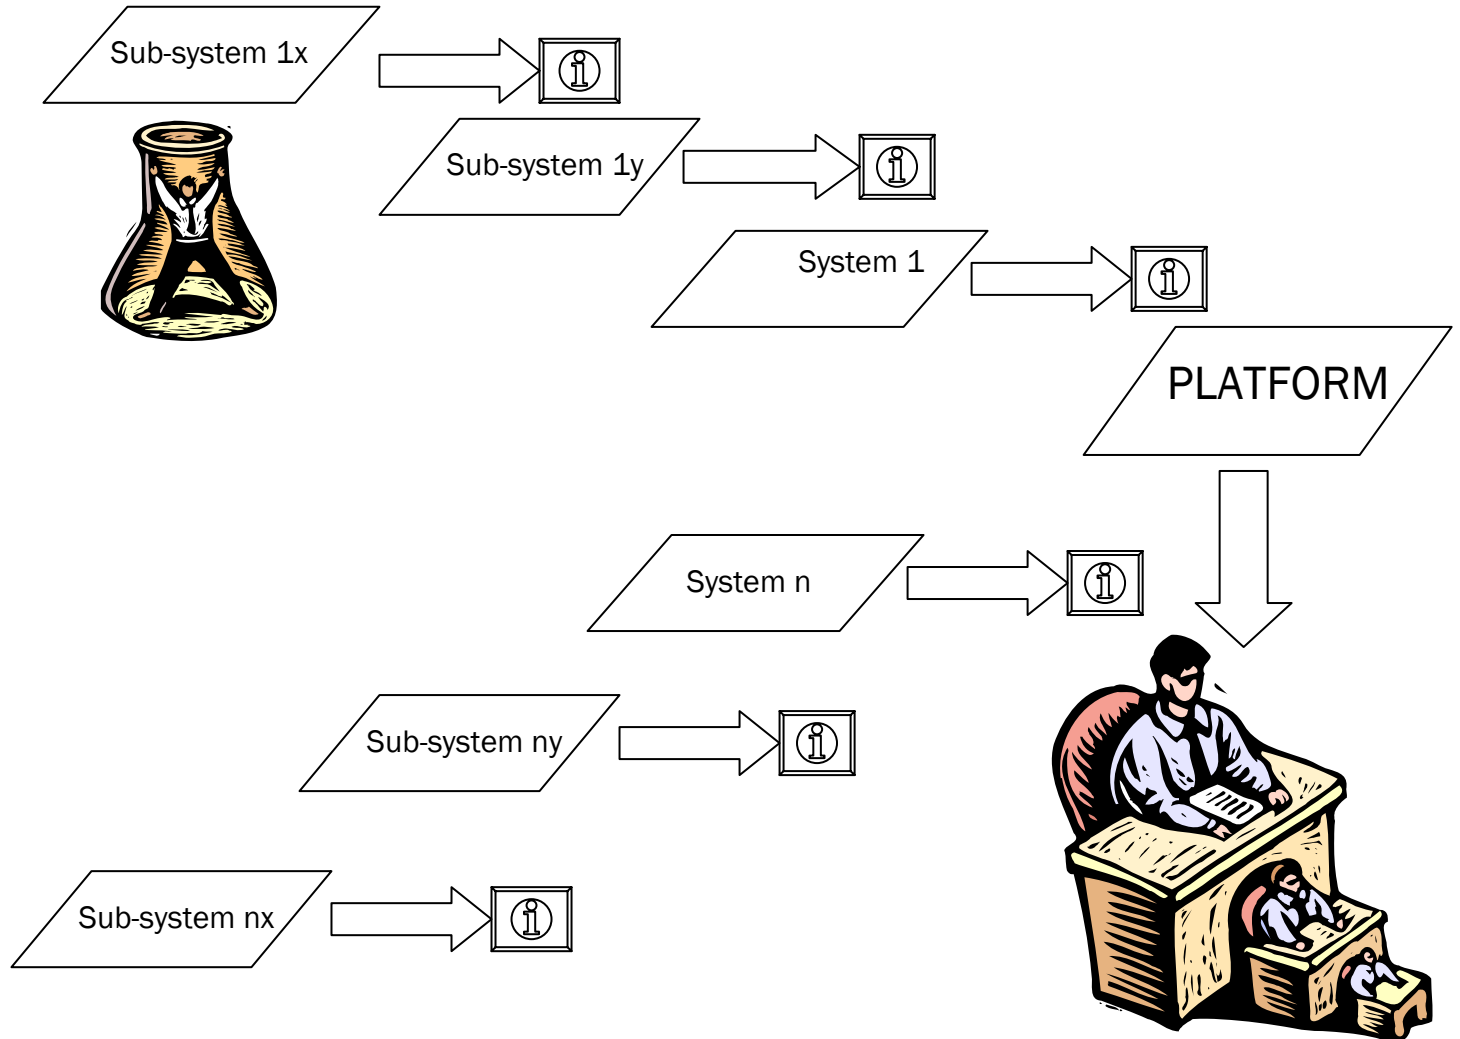 Sub-system 1x
i
Sub-system 1y
i
System 1
i
PLATFORM
System n
i
Sub-system ny
i
Sub-system nx
i